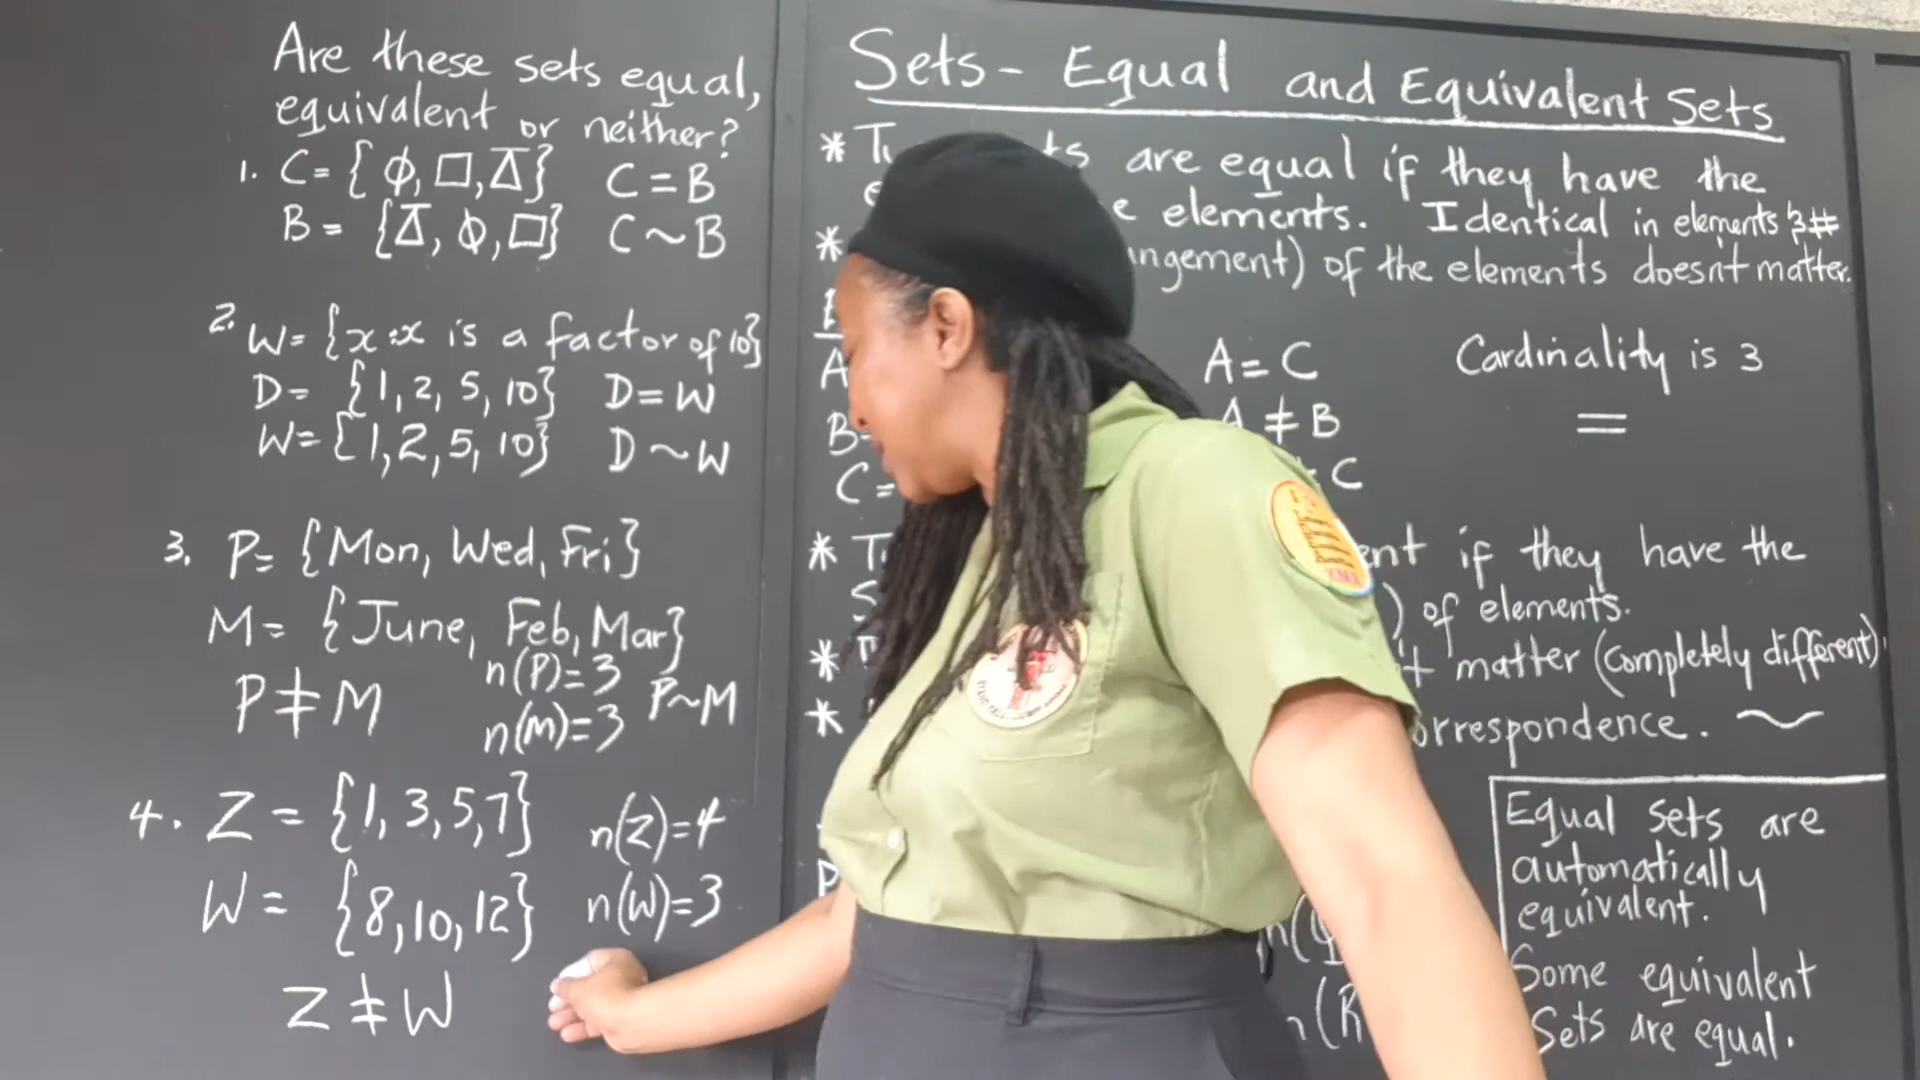 Are these sets equal,
equivalent or neither?
1. C= {ϕ, □, Δ̅} C = B
B = {Δ̅, ϕ, □} C ~ B
2. W= {x:x is a factor of 10}
D= {1, 2, 5, 10} D = W
W= {1, 2, 5, 10} D ~ W
3. P= {Mon, Wed, Fri}
M= {June, Feb, Mar}
n(P)=3
P ≠ M P~M
n(M)=3
4. Z = {1, 3, 5, 7} n(Z)=4
W = {8, 10, 12} n(W)=3
Z ≠ W
Sets - Equal and Equivalent Sets
* are equal if they have the
elements. Identical in elements & #
* of the elements doesn't matter.
A = C Cardinality is 3
A ≠ B =
B=
C= C
* if they have the
) of elements.
* matter (completely different).
* ~
Equal sets are
automatically
equivalent.
Some equivalent
sets are equal.